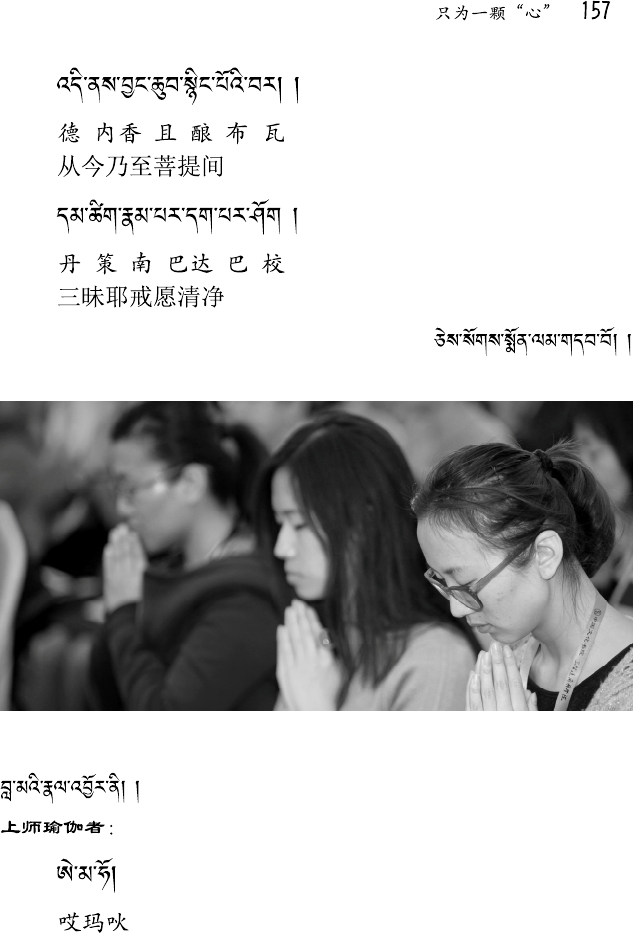 只为一颗“心” 157
འདི་ནས་བྱང་ཆུབ་སྙིང་པོའི་བར། །
德 内 香 且 酿 布 瓦
从今乃至菩提间
དམ་ཚིག་རྣམ་པར་དག་པར་ཤོག །
丹 策 南 巴 达 巴 校
三昧耶戒愿清净
ཅེས་སོགས་སྨོན་ལམ་གདབ་བོ། །
བླ་མའི་རྣལ་འབྱོར་ནི། །
上师瑜伽者：
ཨེ་མ་ཧོ།
哎玛吙